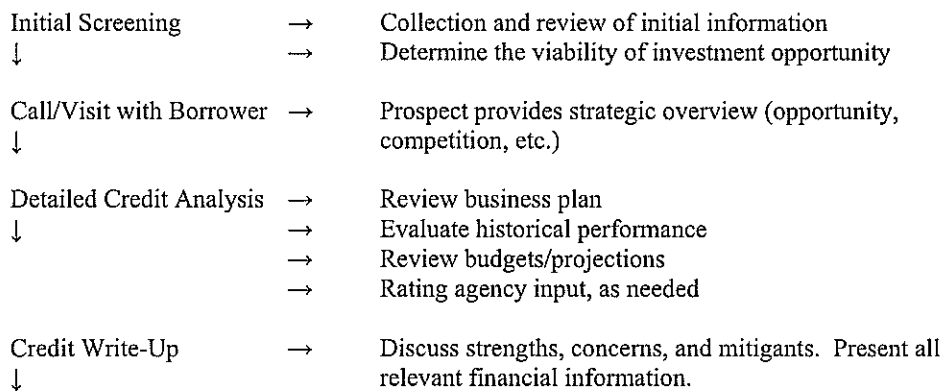 Initial Screening → Collection and review of initial information
↓ → Determine the viability of investment opportunity
Call/Visit with Borrower → Prospect provides strategic overview (opportunity,
↓ competition, etc.)
Detailed Credit Analysis → Review business plan
↓ → Evaluate historical performance
→ Review budgets/projections
→ Rating agency input, as needed
Credit Write-Up → Discuss strengths, concerns, and mitigants. Present all
↓ relevant financial information.